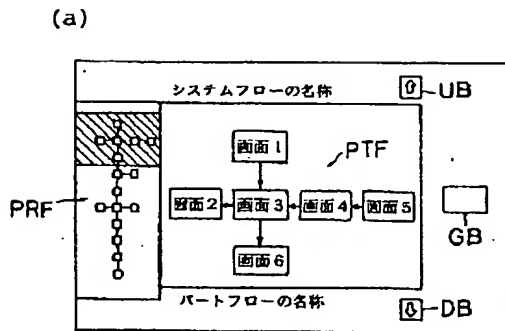 (a)
システムフローの名称
UB
画面1
PTF
PRF
画面2
画面3
画面4
画面5
GB
画面6
パートフローの名称
DB